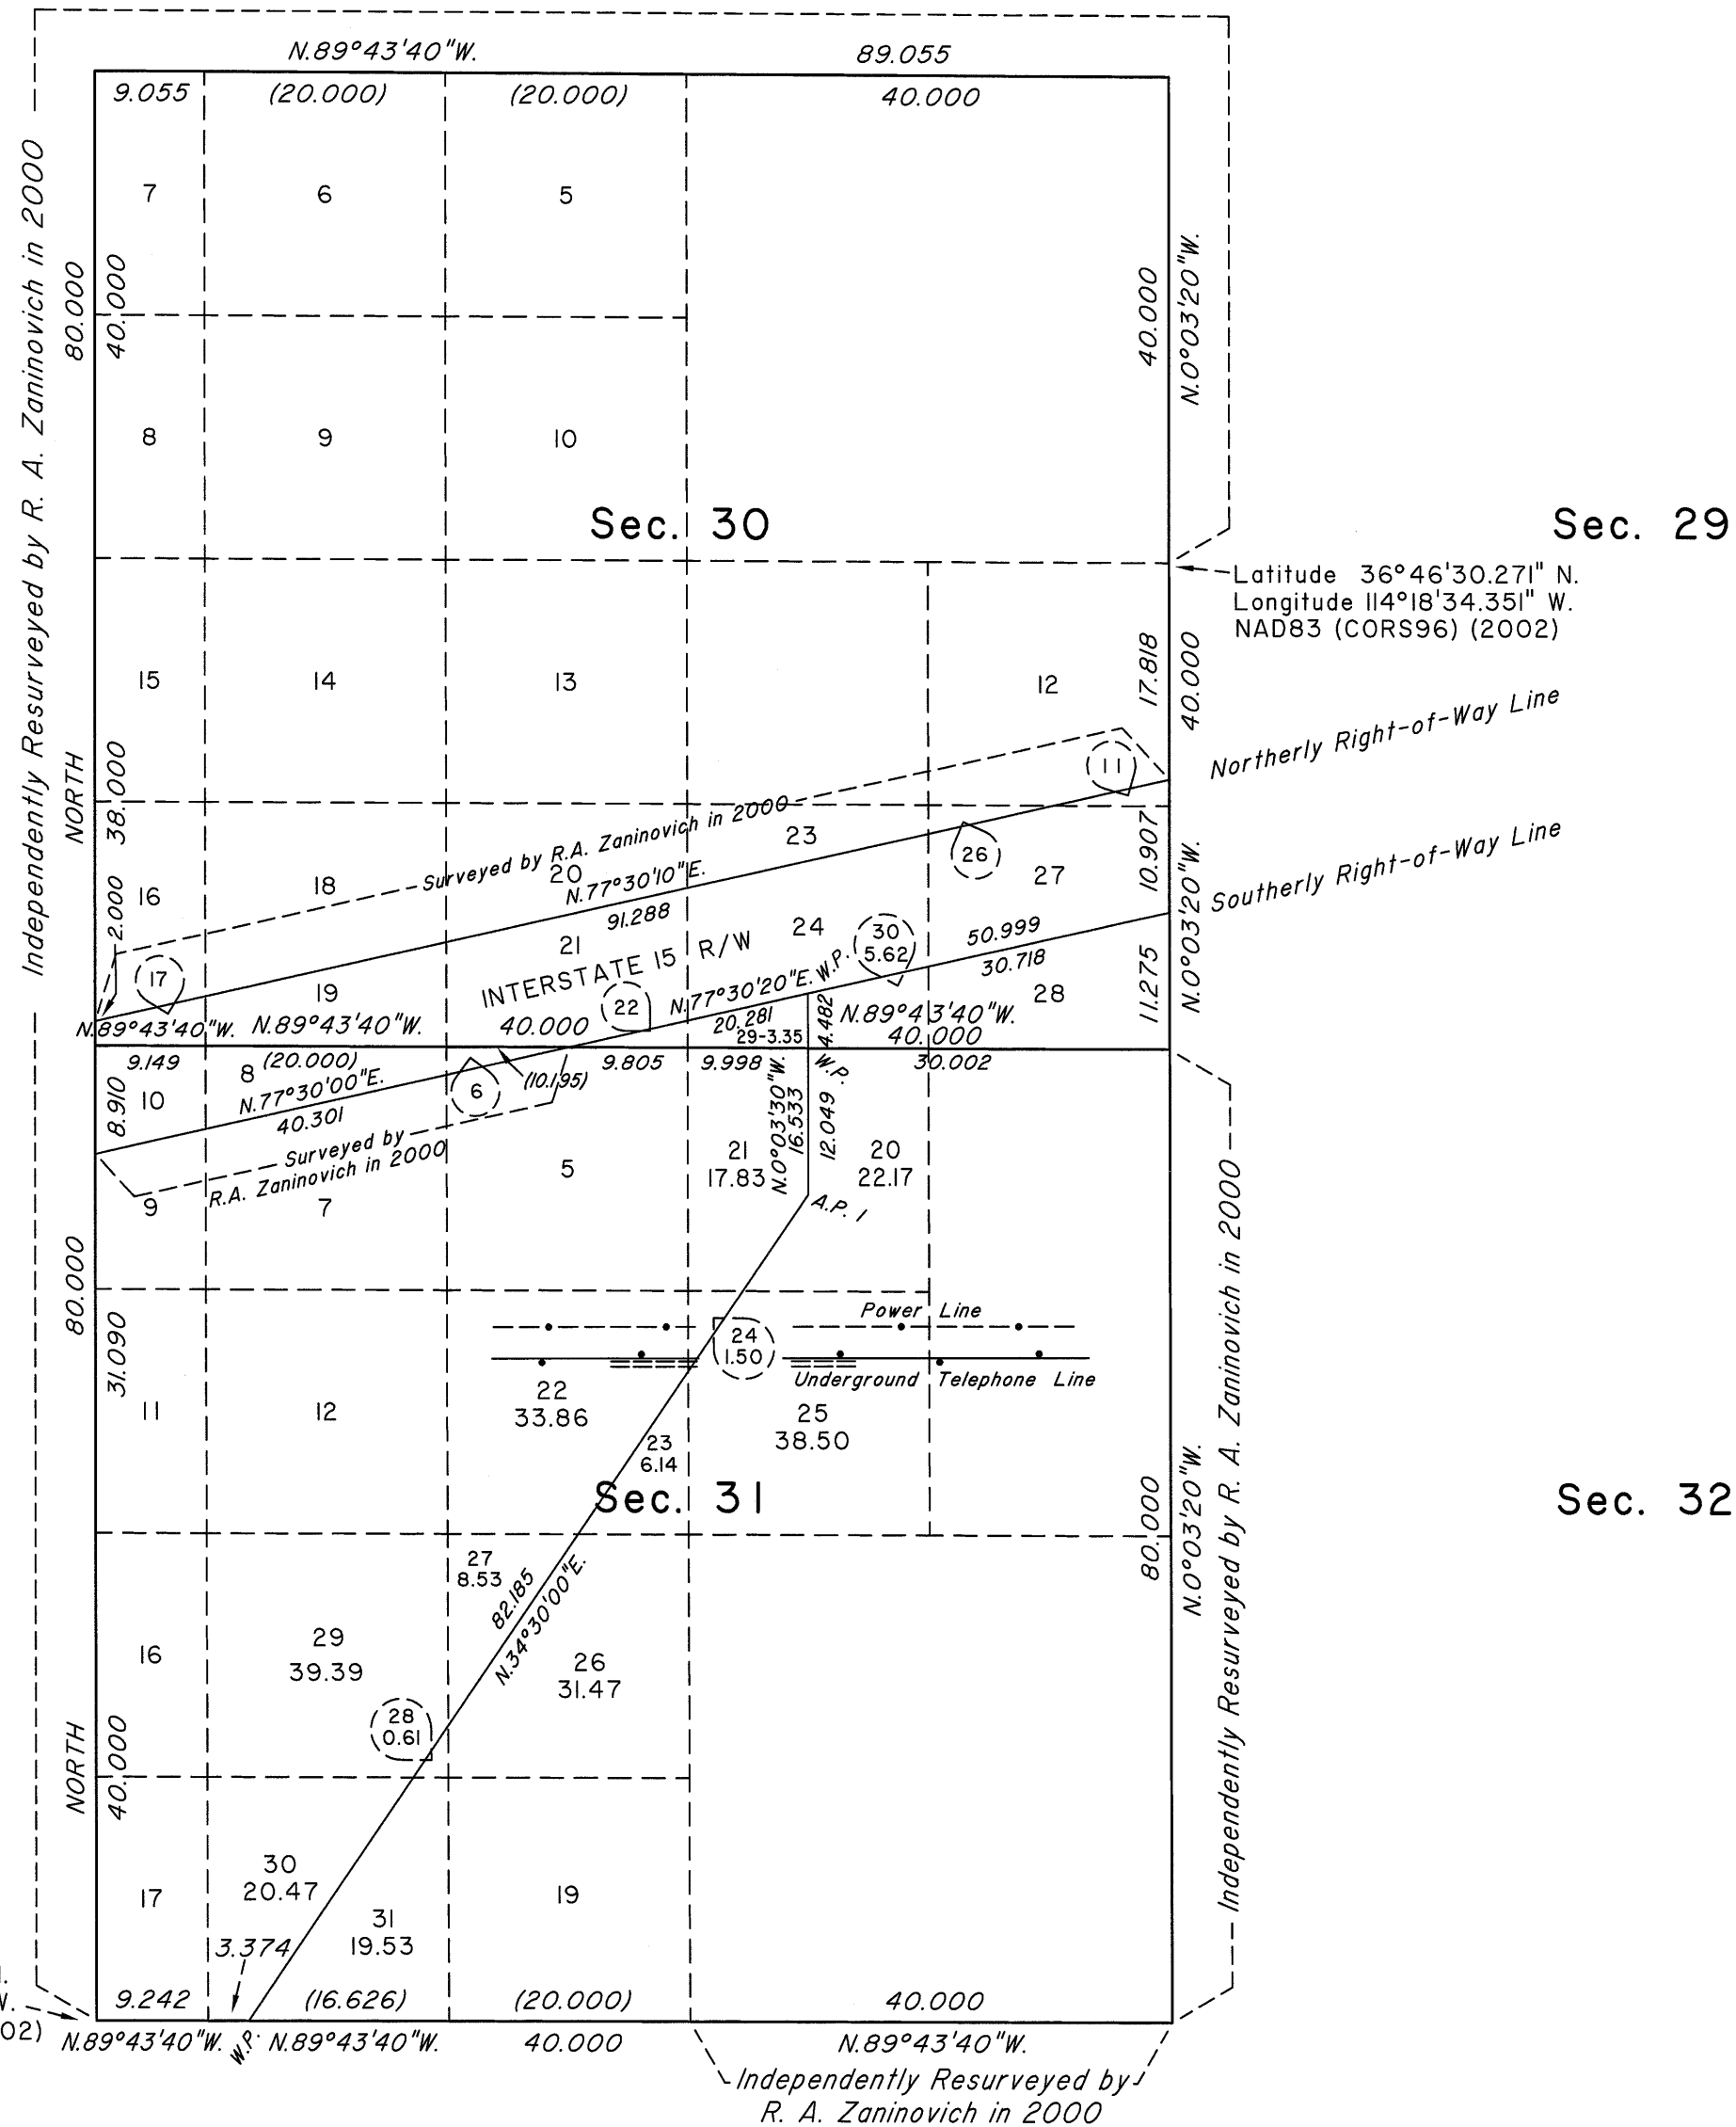 N.89°43'40"W. 89.055
9.055 (20.000) (20.000) 40.000
7 6 5
Independently Resurveyed by R. A. Zaninovich in 2000
80.000
40.000
40.000
N.0°03'20"W.
8 9 10
Sec. 30
Sec. 29
Latitude 36°46'30.271" N.
Longitude 114°18'34.351" W.
NAD83 (CORS96) (2002)
15 14 13 12
17.818
40.000
Northerly Right-of-Way Line
NORTH
38.000
11
Surveyed by R.A. Zaninovich in 2000
23
26
27
10.907
N.0°03'20"W.
Southerly Right-of-Way Line
16 18 20
N.77°30'10"E.
91.288
2.000
17
19
21
24
INTERSTATE 15 R/W
22
30
5.62
50.999
30.718
28
11.275
N.77°30'20"E. W.P.
20.281
29-3.35
4.482
N.89°43'40"W. N.89°43'40"W. 40.000 N.89°43'40"W.
40.000
9.149 (20.000) (10.195) 9.805 9.998 W.P. 30.002
8
10
8.910
N.77°30'00"E.
40.301
6
Surveyed by
R.A. Zaninovich in 2000
9 7 5
21
17.83
N.0°03'30"W.
16.533
12.049
20
22.17
A.P. 1
80.000
31.090
Power Line
24
1.50
Underground Telephone Line
11 12
22
33.86
23
6.14
25
38.50
Sec. 31
Sec. 32
80.000
N.0°03'20"W.
Independently Resurveyed by R. A. Zaninovich in 2000
27
8.53
82.185
N.34°30'00"E.
16
29
39.39
26
31.47
28
0.61
NORTH
40.000
17
30
20.47
31
19.53
19
3.374
9.242 (16.626) (20.000) 40.000
02)
N.89°43'40"W. W.P. N.89°43'40"W. 40.000 N.89°43'40"W.
Independently Resurveyed by
R. A. Zaninovich in 2000